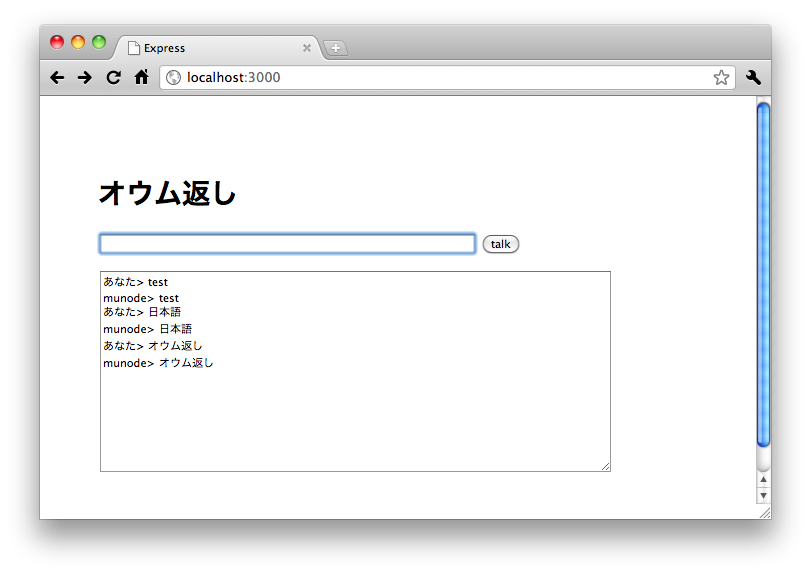 Express
localhost:3000
オウム返し
talk
あなた> test
munode> test
あなた> 日本語
munode> 日本語
あなた> オウム返し
munode> オウム返し